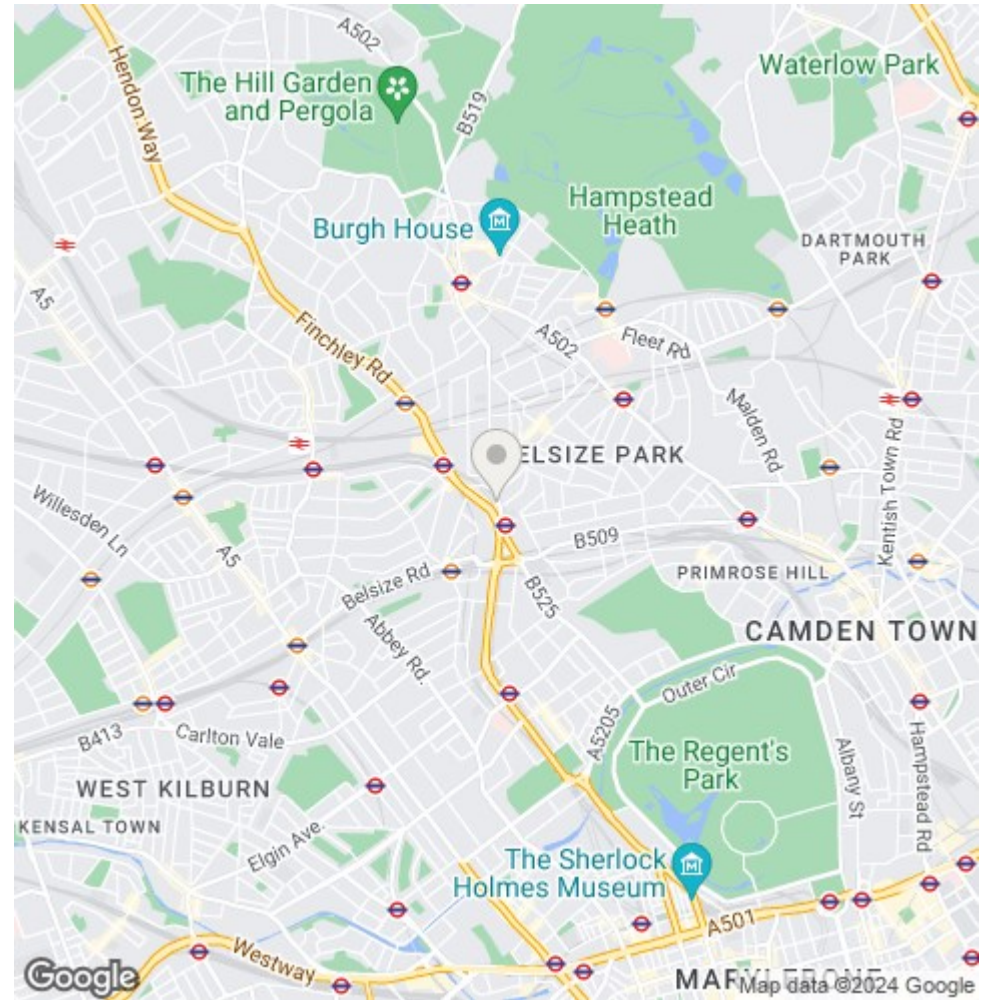 A502
Waterlow Park
The Hill Garden
and Pergola
Hendon Way
B519
Hampstead
Heath
Burgh House
DARTMOUTH
PARK
A5
Finchley Rd
A502
Fleet Rd
Malden Rd
ELSIZE PARK
Kentish Town Rd
Willesden Ln
A5
B509
Belsize Rd
B525
PRIMROSE HILL
Abbey Rd.
CAMDEN TOWN
Outer Cir
B413
Carlton Vale
A5205
The Regent's
Park
Albany St
Hampstead Rd
WEST KILBURN
KENSAL TOWN
Elgin Ave.
The Sherlock
Holmes Museum
A501
Westway
Google
MARYLEBONE
Map data ©2024 Google